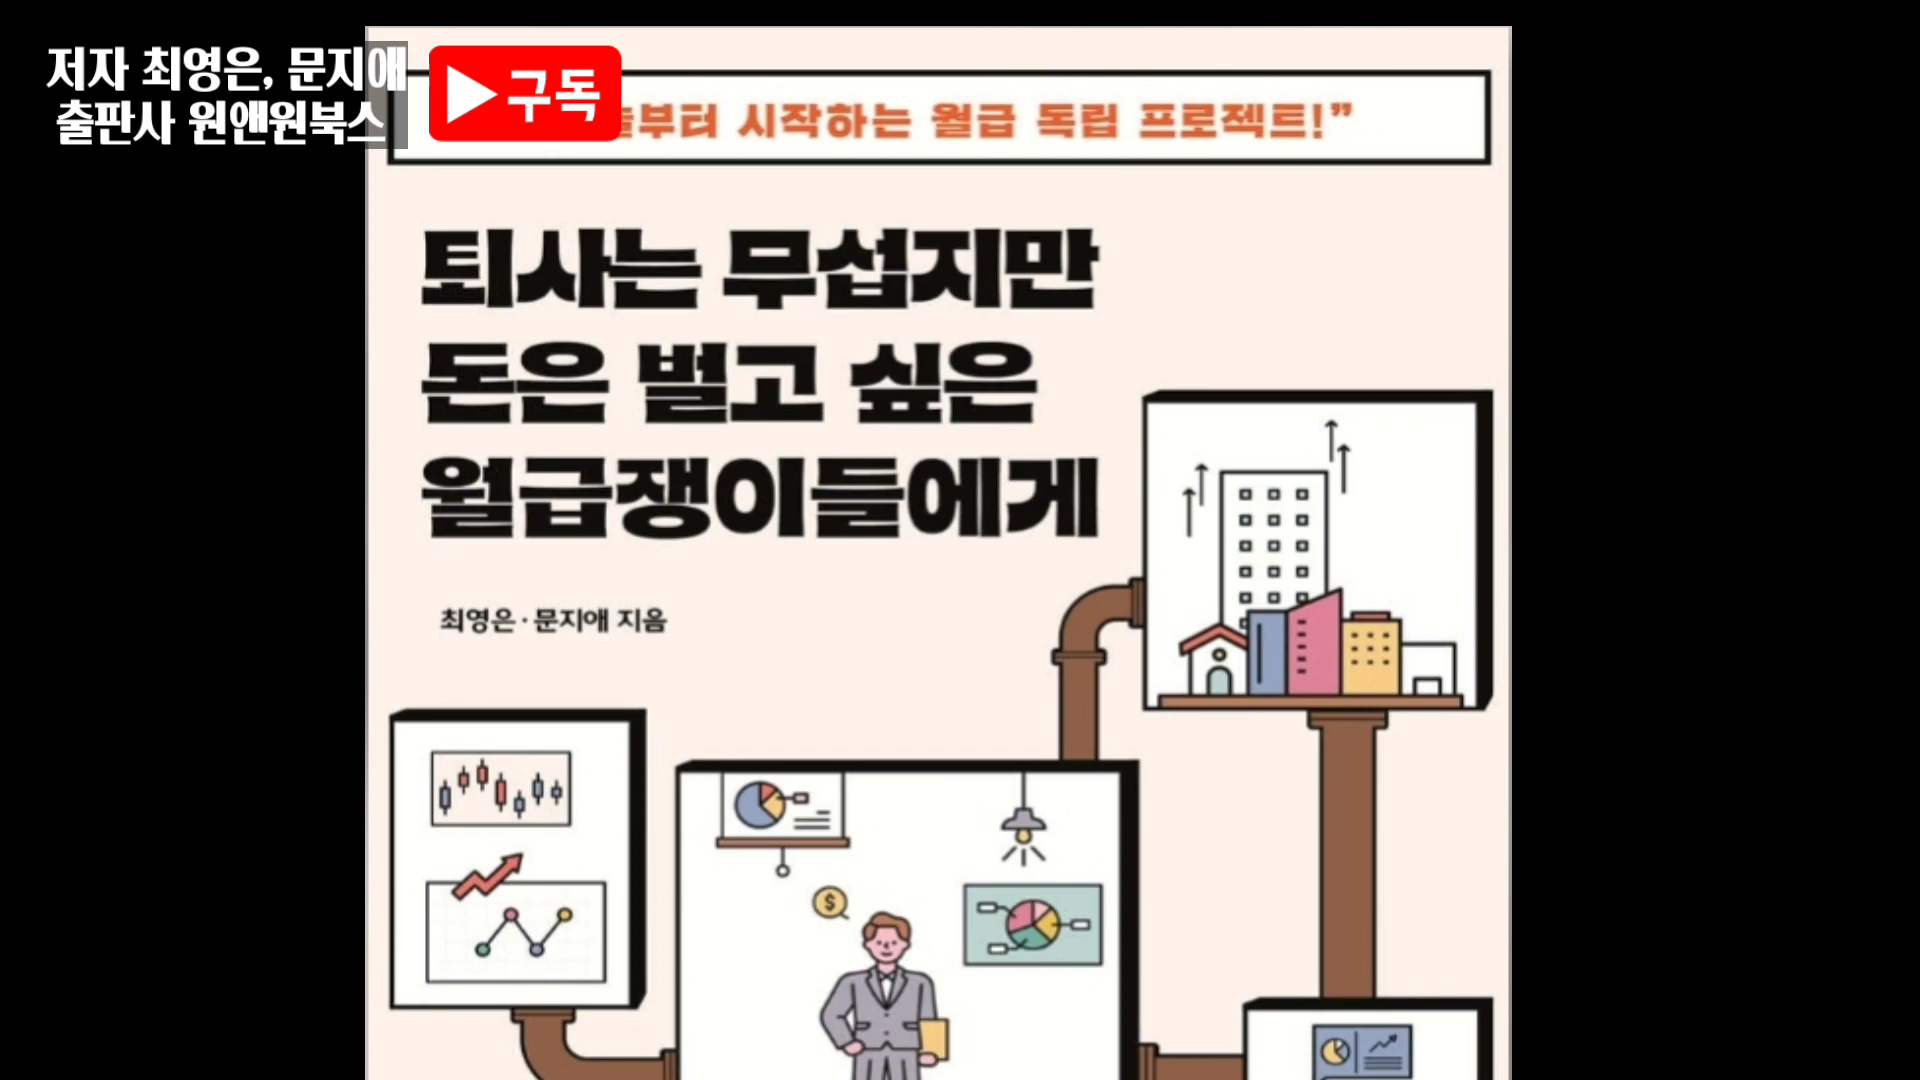 저자 최영은, 문지애
출판사 원앤원북스
구독
부터 시작하는 월급 독립 프로젝트!”
퇴사는 무섭지만
돈은 벌고 싶은
월급쟁이들에게
최영은·문지애 지음
$